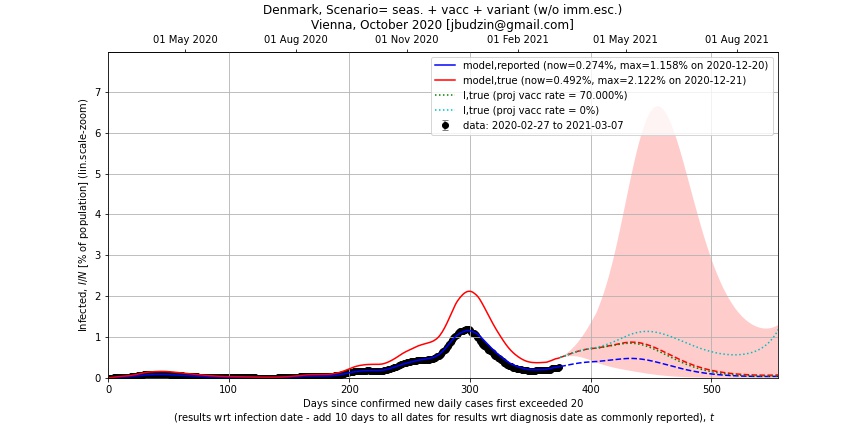 Denmark, Scenario= seas. + vacc + variant (w/o imm.esc.)
Vienna, October 2020 [jbudzin@gmail.com]
01 May 2020 01 Aug 2020 01 Nov 2020 01 Feb 2021 01 May 2021 01 Aug 2021
model,reported (now=0.274%, max=1.158% on 2020-12-20)
model,true (now=0.492%, max=2.122% on 2020-12-21)
I,true (proj vacc rate = 70.000%)
I,true (proj vacc rate = 0%)
data: 2020-02-27 to 2021-03-07
Infected, I/N [% of population] (lin.scale-zoom)
7
6
5
4
3
2
1
0
0 100 200 300 400 500
Days since confirmed new daily cases first exceeded 20
(results wrt infection date - add 10 days to all dates for results wrt diagnosis date as commonly reported), t